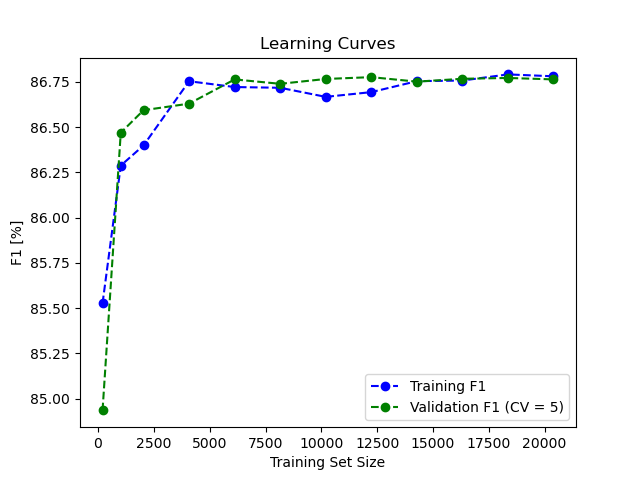 Learning Curves
F1 [%]
86.75
86.50
86.25
86.00
85.75
85.50
85.25
85.00
Training F1
Validation F1 (CV = 5)
0 2500 5000 7500 10000 12500 15000 17500 20000
Training Set Size